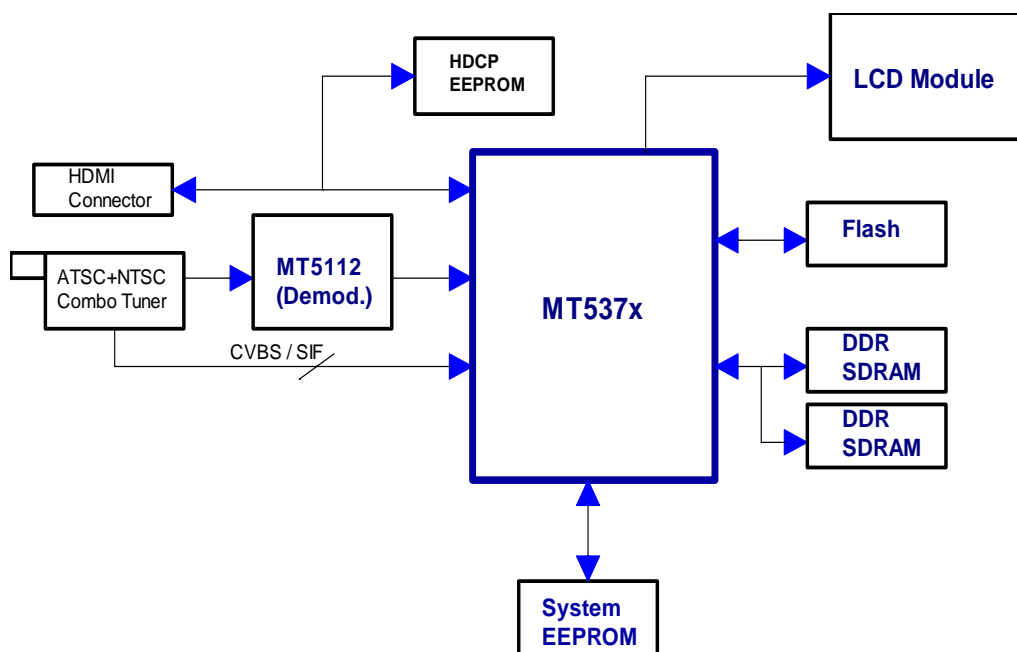 HDCP
EEPROM
LCD Module
HDMI
Connector
Flash
ATSC+NTSC
Combo Tuner
MT5112
(Demod.)
MT537x
CVBS / SIF
DDR
SDRAM
DDR
SDRAM
System
EEPROM